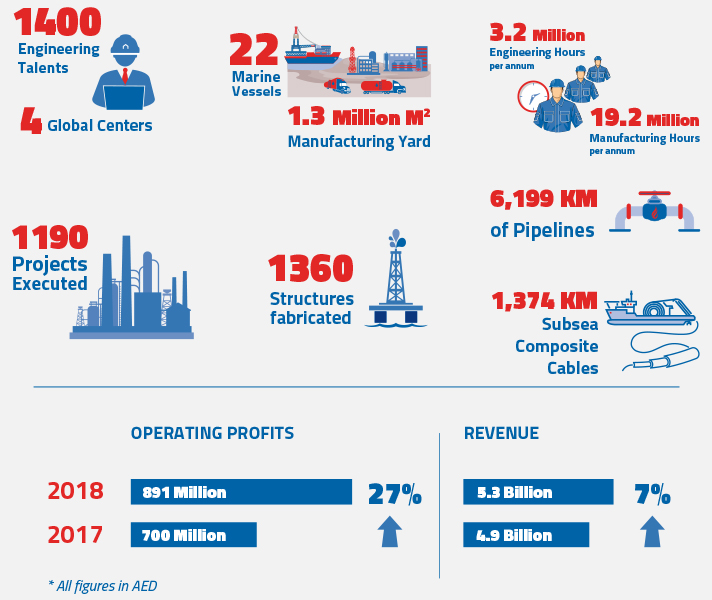 1400
Engineering
Talents
4 Global Centers
22
Marine
Vessels
1.3 Million M²
Manufacturing Yard
3.2 Million
Engineering Hours
per annum
19.2 Million
Manufacturing Hours
per annum
1190
Projects
Executed
1360
Structures
fabricated
6,199 KM
of Pipelines
1,374 KM
Subsea
Composite
Cables
OPERATING PROFITS
2018 891 Million 27%
2017 700 Million
REVENUE
5.3 Billion 7%
4.9 Billion
* All figures in AED